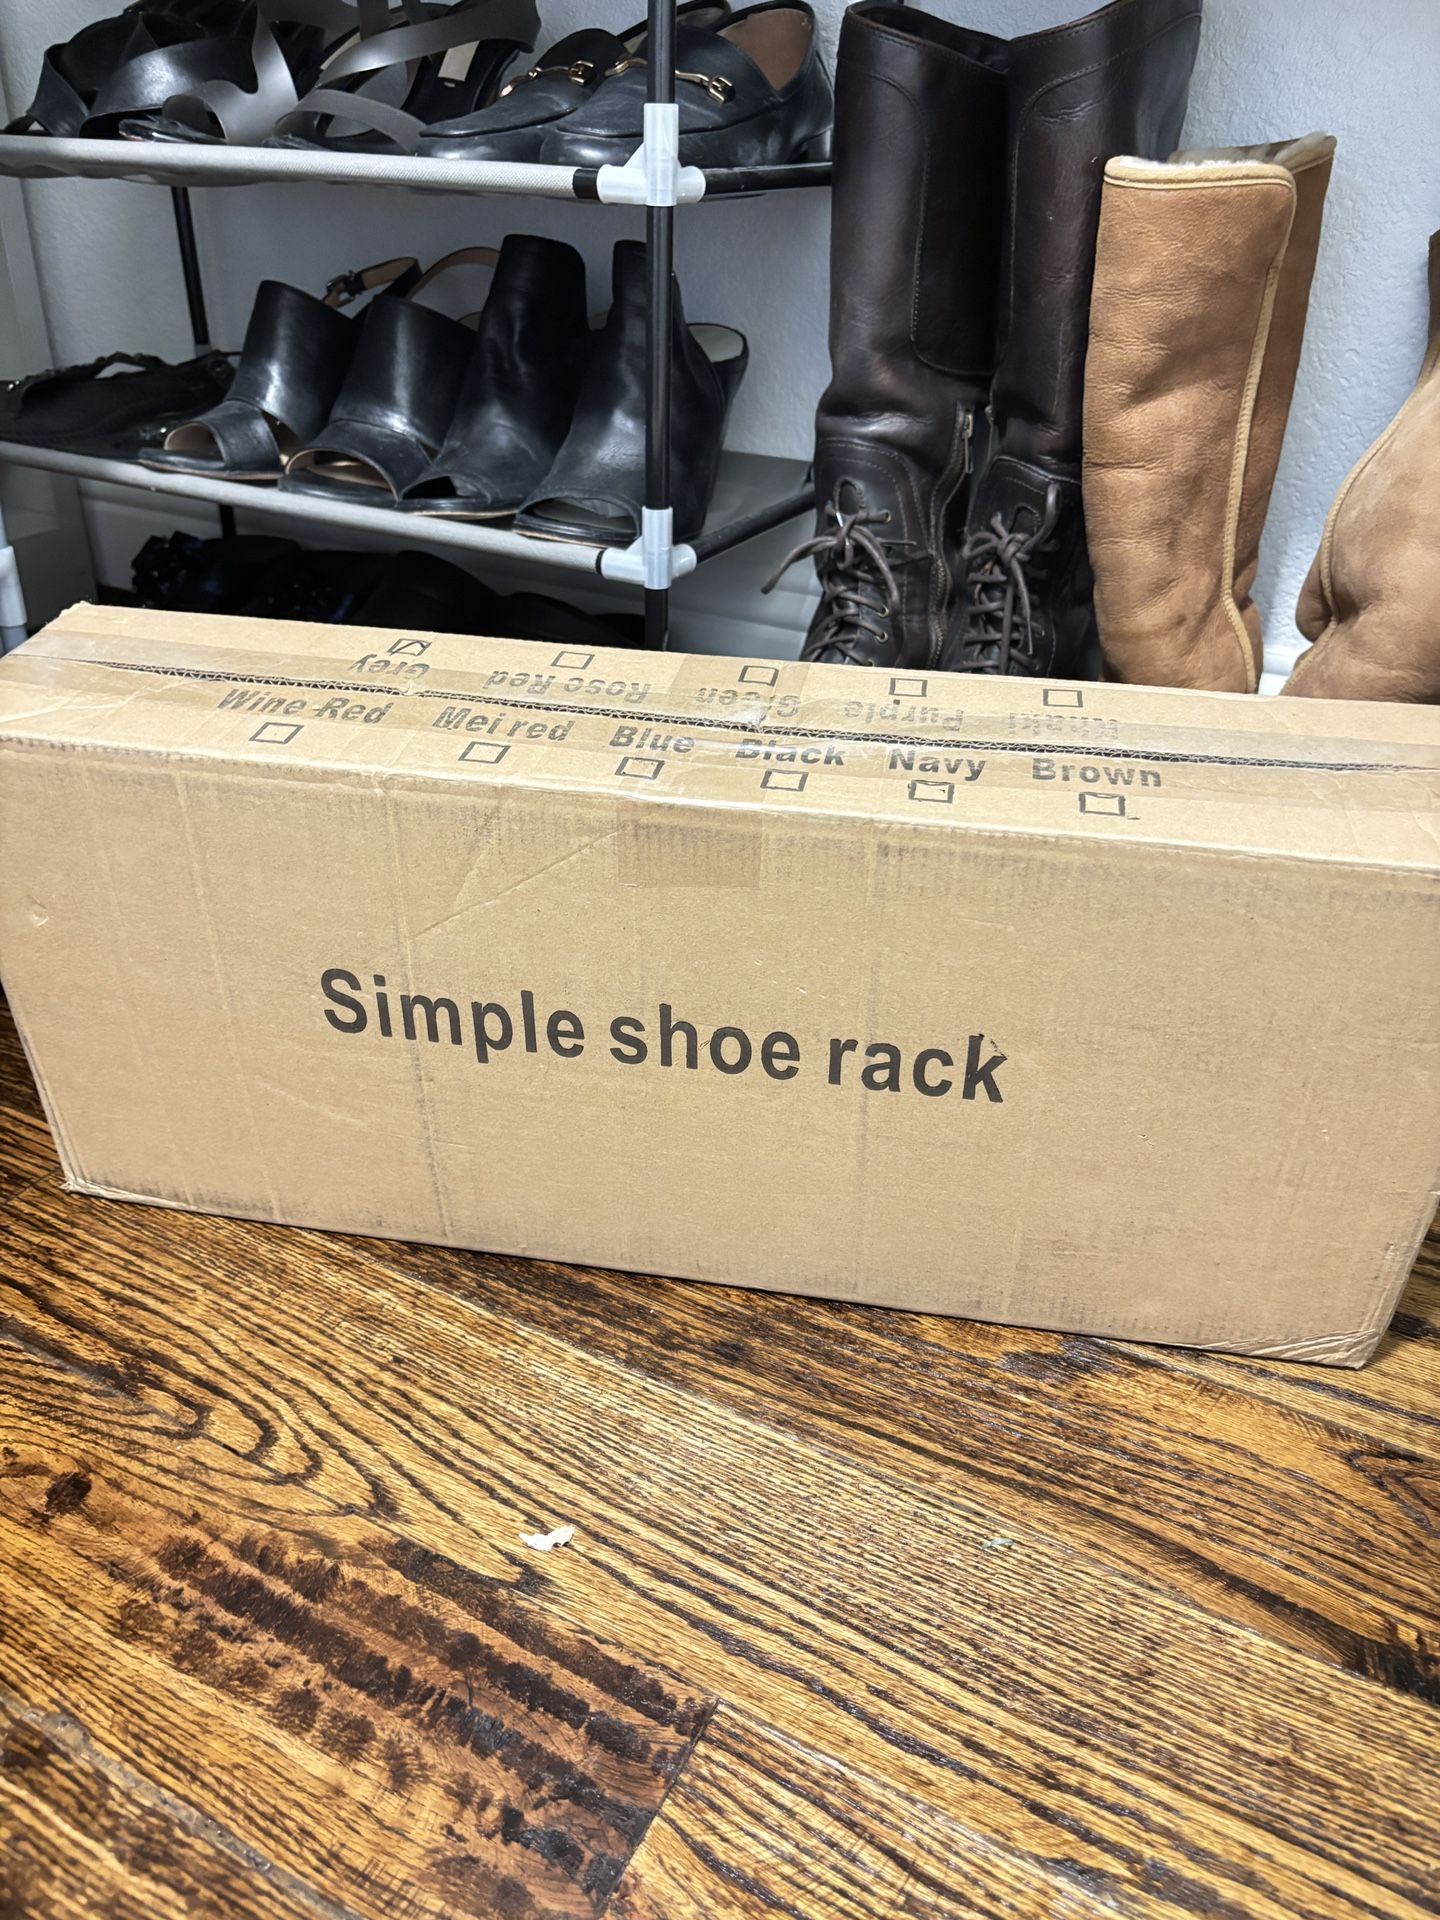 Grey Rose Red Green Purple Khaki
Wine-Red Mei red Blue Black Navy Brown
Simple shoe rack